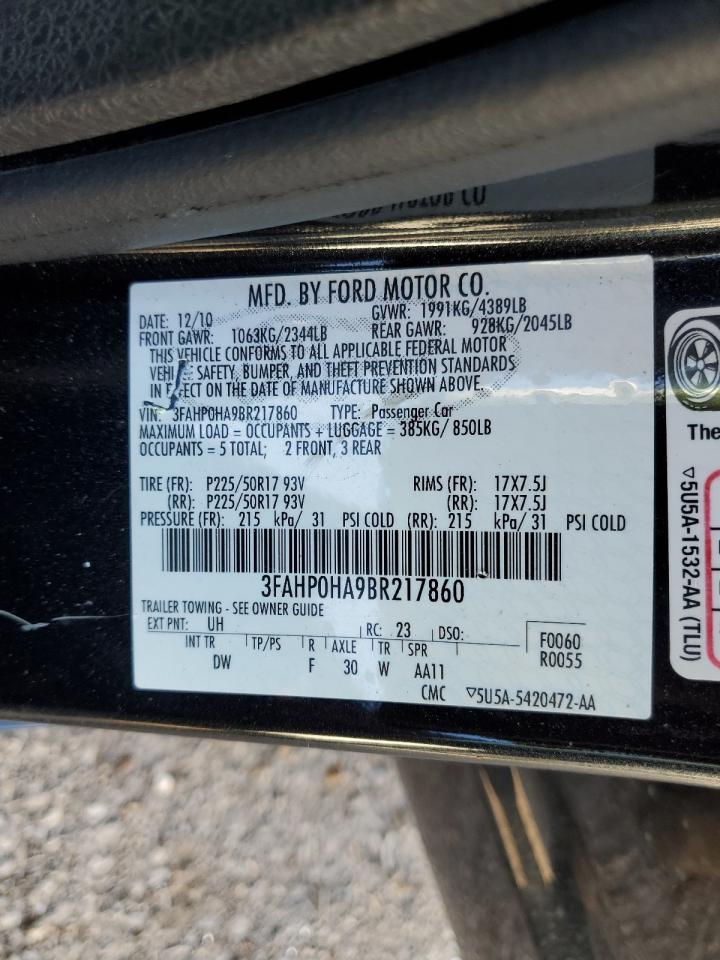 MFD. BY FORD MOTOR CO.
DATE: 12/10 GVWR: 1991KG/4389LB
FRONT GAWR: 1063KG/2344LB REAR GAWR: 928KG/2045LB
THIS VEHICLE CONFORMS TO ALL APPLICABLE FEDERAL MOTOR
SAFETY, BUMPER, AND THEFT PREVENTION STANDARDS
IN ON THE DATE OF MANUFACTURE SHOWN ABOVE.
VIN: 3FAHP0HA9BR217860 TYPE: Passenger Car
MAXIMUM LOAD = OCCUPANTS + LUGGAGE = 385KG/ 850LB
OCCUPANTS = 5 TOTAL; 2 FRONT, 3 REAR
TIRE (FR): P225/50R17 93V RIMS (FR): 17X7.5J
(RR): P225/50R17 93V (RR): 17X7.5J
PRESSURE (FR): 215 kPa/ 31 PSI COLD (RR): 215 kPa/ 31 PSI COLD
3FAHP0HA9BR217860
TRAILER TOWING - SEE OWNER GUIDE
EXT PNT: UH RC: 23 DSO:
INT TR TP/PS R AXLE TR SPR
DW F 30 W AA11
F0060
R0055
CMC ▽5U5A-5420472-AA
The
▽5U5A-1532-AA (TLU)